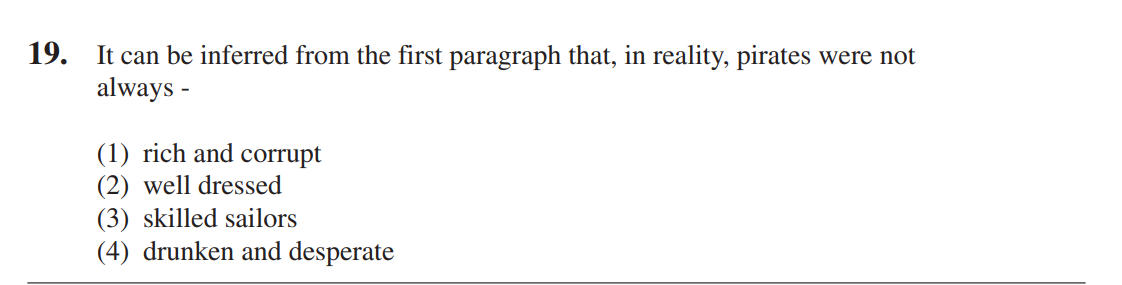 19. It can be inferred from the first paragraph that, in reality, pirates were not
always -
(1) rich and corrupt
(2) well dressed
(3) skilled sailors
(4) drunken and desperate